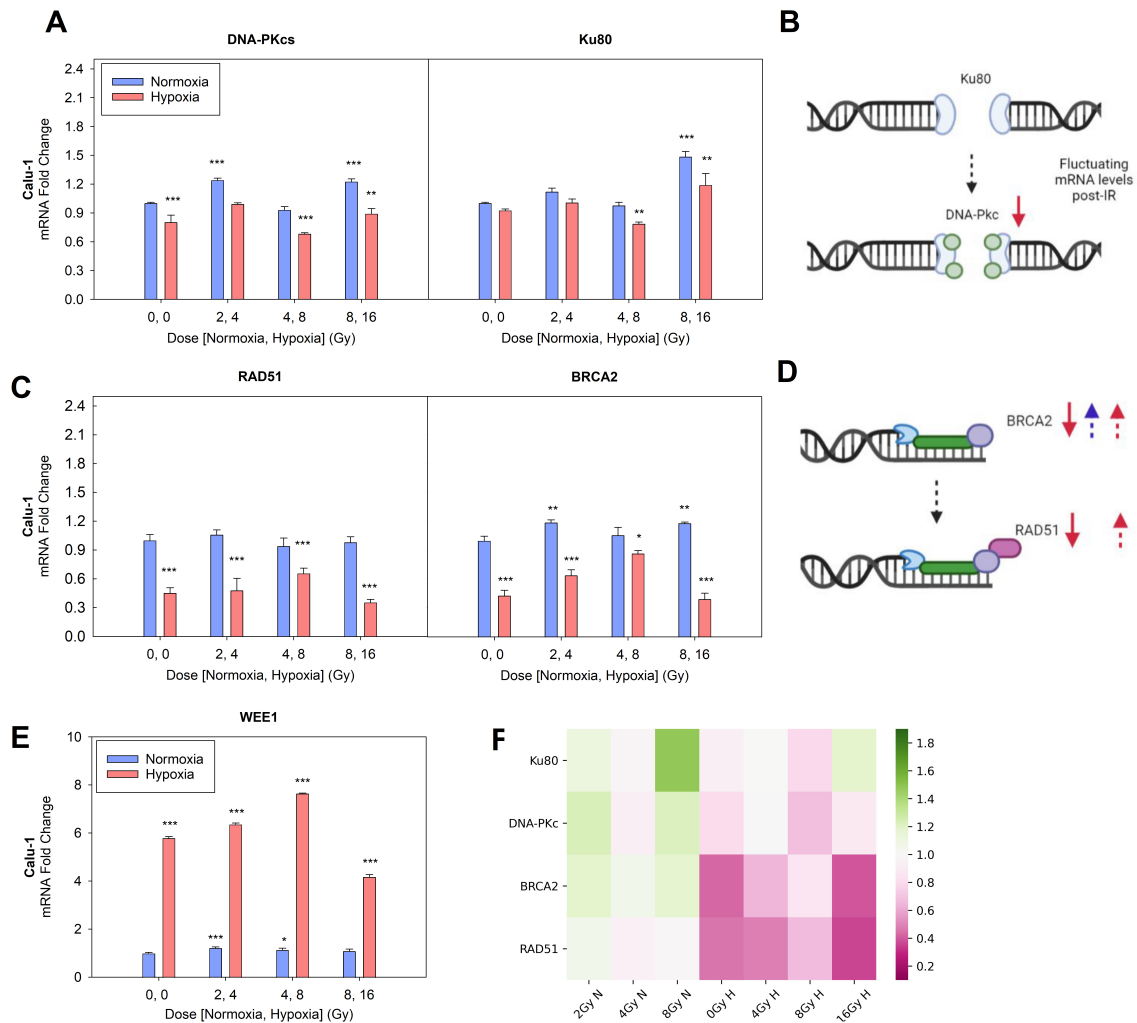 A
DNA-PKcs
Ku80
2.4
2.1
1.8
1.5
1.2
0.9
0.6
0.3
0.0
Calu-1
mRNA Fold Change
Normoxia
Hypoxia
***
***
***
***
**
**
***
**
0, 0
2, 4
4, 8
8, 16
0, 0
2, 4
4, 8
8, 16
Dose [Normoxia, Hypoxia] (Gy)
Dose [Normoxia, Hypoxia] (Gy)
B
Ku80
Fluctuating
mRNA levels
post-IR
DNA-Pkc
C
RAD51
BRCA2
2.4
2.1
1.8
1.5
1.2
0.9
0.6
0.3
0.0
Calu-1
mRNA Fold Change
***
***
***
***
***
**
***
*
**
***
0, 0
2, 4
4, 8
8, 16
0, 0
2, 4
4, 8
8, 16
Dose [Normoxia, Hypoxia] (Gy)
Dose [Normoxia, Hypoxia] (Gy)
D
BRCA2
RAD51
E
WEE1
10
8
6
4
2
0
Calu-1
mRNA Fold Change
Normoxia
Hypoxia
***
***
***
*
***
***
0, 0
2, 4
4, 8
8, 16
Dose [Normoxia, Hypoxia] (Gy)
F
Ku80
DNA-PKc
BRCA2
RAD51
2Gy N
4Gy N
8Gy N
0Gy H
4Gy H
8Gy H
16Gy H
1.8
1.6
1.4
1.2
1.0
0.8
0.6
0.4
0.2